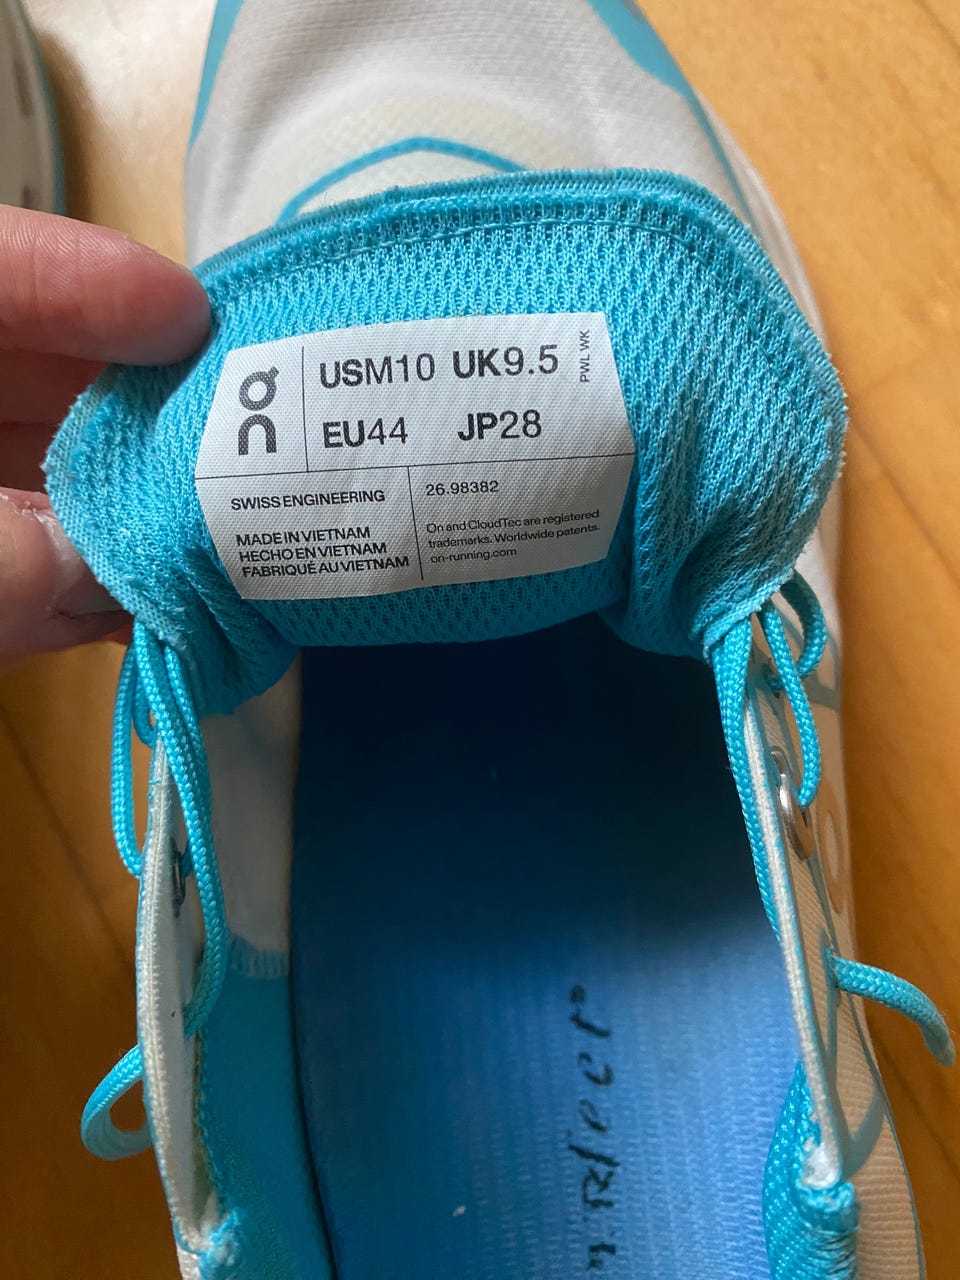 on
USM10 UK9.5
EU44 JP28
PWL WK
SWISS ENGINEERING
MADE IN VIETNAM
HECHO EN VIETNAM
FABRIQUÉ AU VIETNAM
26.98382
On and CloudTec are registered
trademarks. Worldwide patents.
on-running.com